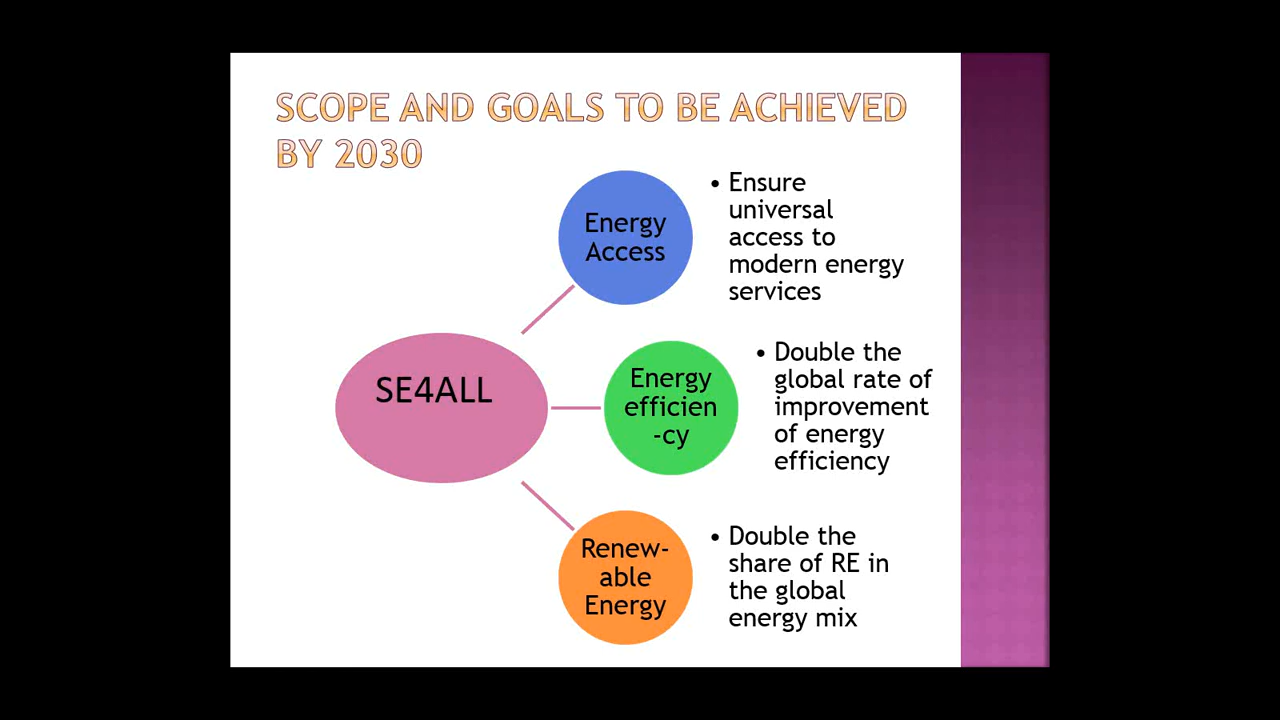 SCOPE AND GOALS TO BE ACHIEVED
BY 2030
SE4ALL
Energy
Access
• Ensure
universal
access to
modern energy
services
Energy
efficien
-cy
• Double the
global rate of
improvement
of energy
efficiency
Renew-
able
Energy
• Double the
share of RE in
the global
energy mix